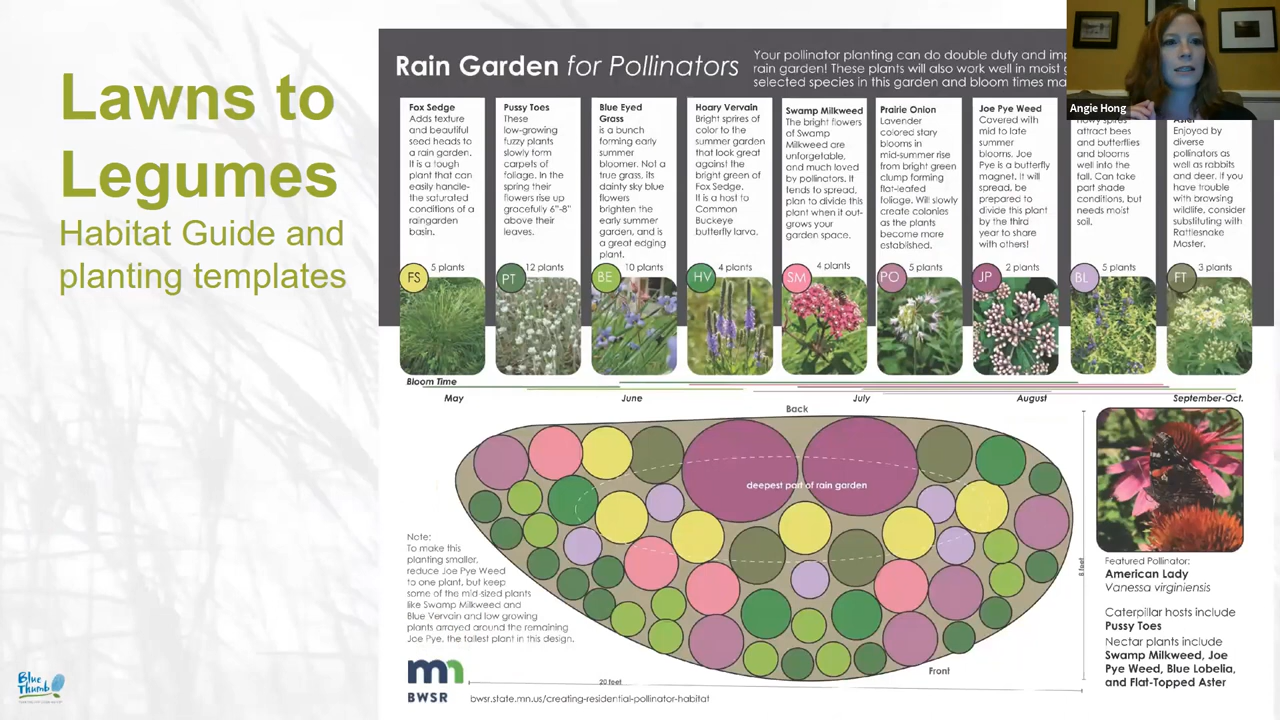 Lawns to
Legumes
Habitat Guide and
planting templates
Blue
Thumb
Rain Garden for Pollinators
Your pollinator planting can do double duty and imp
rain garden! These plants will also work well in moist
selected species in this garden and bloom times ma
Angie Hong
Fox Sedge
Adds texture
and beautiful
seed heads to
a rain garden.
It is a tough
plant that can
easily handle-
the saturated
conditions of a
raingarden
basin.
5 plants
FS
Pussy Toes
These
low-growing
fuzzy plants
slowly form
carpets of
foliage. In the
spring their
flowers rise up
gracefully 6"-8"
above their
leaves.
12 plants
PT
Blue Eyed
Grass
is a bunch
forming early
summer
bloomer. Not a
true grass, its
dainty sky blue
flowers
brighten the
early summer
garden, and is
a great edging
plant.
10 plants
BE
Hoary Vervain
Bright sprires of
color to the
summer garden
that look great
against the
bright green of
Fox Sedge.
It is a host to
Common
Buckeye
butterfly larva.
4 plants
HV
Swamp Milkweed
The bright flowers
of Swamp
Milkweed are
unforgetable,
and much loved
by pollinators. It
tends to spread,
plan to divide this
plant when it out-
grows your
garden space.
4 plants
SM
Prairie Onion
Lavender
colored stary
blooms in
mid-summer rise
from bright green
clump forming
flat-leafed
foliage. Will slowly
create colonies
as the plants
become more
established.
5 plants
PO
Joe Pye Weed
Covered with
mid to late
summer
blooms, Joe
Pye is a butterfly
magnet. It will
spread, be
prepared to
divide this plant
by the third
year to share
with others!
2 plants
JP
attract bees
and butterflies
and blooms
well into the
fall. Can take
part shade
conditions, but
needs moist
soil.
5 plants
BL
Enjoyed by
diverse
pollinators as
well as rabbits
and deer. if you
have trouble
with browsing
wildlife, consider
substituting with
Rattlesnake
Master.
3 plants
FT
Bloom Time
May June July August September-Oct.
Back
deepest part of rain garden
8 feet
Front
20 feet
Note:
To make this
planting smaller,
reduce Joe Pye Weed
to one plant, but keep
some of the mid-sized plants
like Swamp Milkweed and
Blue Vervain and low growing
plants arrayed around the remaining
Joe Pye, the tallest plant in this design.
mn
BWSR
bwsr.state.mn.us/creating-residential-pollinator-habitat
Featured Pollinator:
American Lady
Vanessa virginiensis
Caterpillar hosts include
Pussy Toes
Nectar plants include
Swamp Milkweed, Joe
Pye Weed, Blue Lobelia,
and Flat-Topped Aster